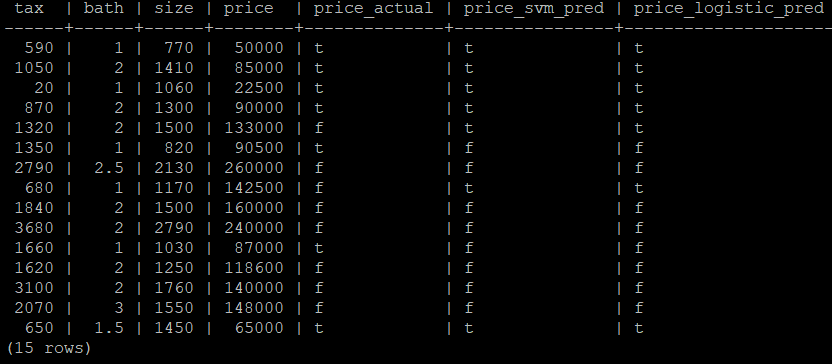 tax  | bath | size | price  | price_actual | price_svm_pred | price_logistic_pred
------+------+------+--------+--------------+----------------+---------------------
  590 |    1 |  770 |  50000 | t            | t              | t
 1050 |    2 | 1410 |  85000 | t            | t              | t
   20 |    1 | 1060 |  22500 | t            | t              | t
  870 |    2 | 1300 |  90000 | t            | t              | t
 1320 |    2 | 1500 | 133000 | f            | t              | t
 1350 |    1 |  820 |  90500 | t            | f              | f
 2790 |  2.5 | 2130 | 260000 | f            | f              | f
  680 |    1 | 1170 | 142500 | f            | t              | t
 1840 |    2 | 1500 | 160000 | f            | f              | f
 3680 |    2 | 2790 | 240000 | f            | f              | f
 1660 |    1 | 1030 |  87000 | t            | f              | f
 1620 |    2 | 1250 | 118600 | f            | f              | f
 3100 |    2 | 1760 | 140000 | f            | f              | f
 2070 |    3 | 1550 | 148000 | f            | f              | f
  650 |  1.5 | 1450 |  65000 | t            | t              | t
(15 rows)